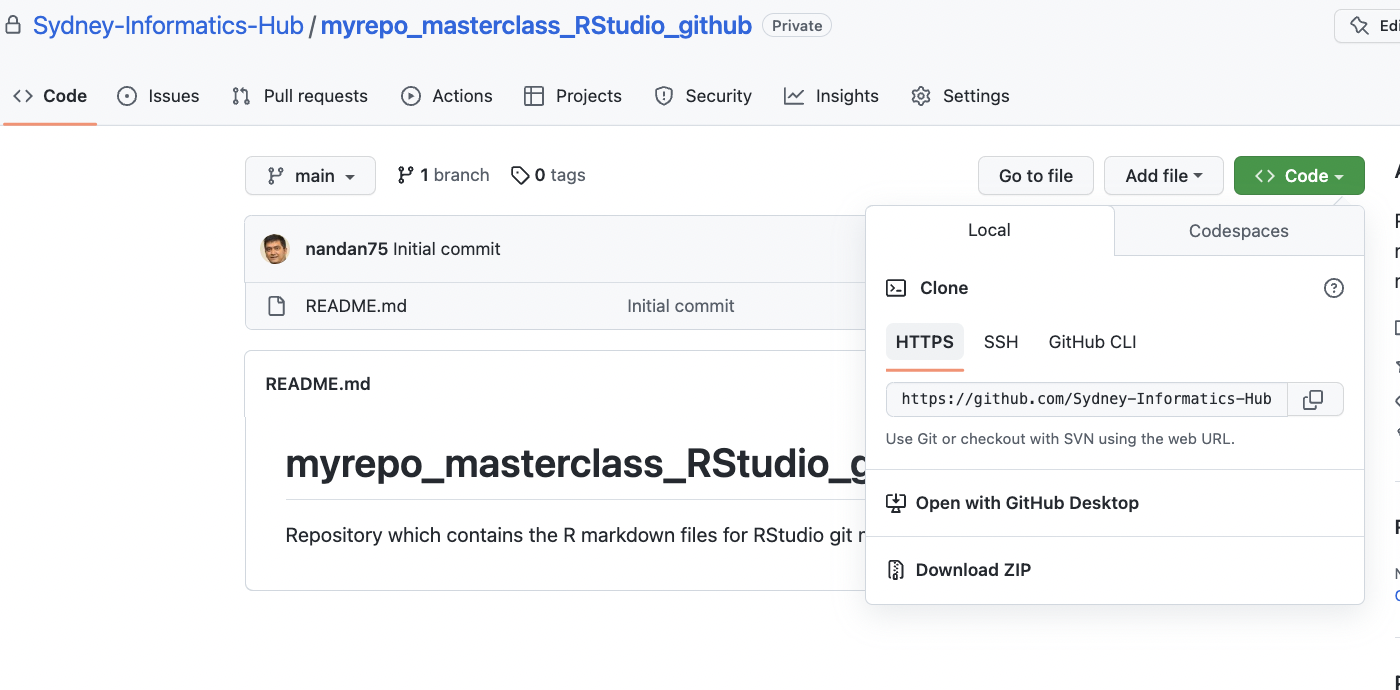 Sydney-Informatics-Hub / myrepo_masterclass_RStudio_github Private
Code Issues Pull requests Actions Projects Security Insights Settings
main 1 branch 0 tags Go to file Add file Code
nandan75 Initial commit
README.md Initial commit
README.md
myrepo_masterclass_RStudio_g
Repository which contains the R markdown files for RStudio git
Local Codespaces
Clone
HTTPS SSH GitHub CLI
https://github.com/Sydney-Informatics-Hub
Use Git or checkout with SVN using the web URL.
Open with GitHub Desktop
Download ZIP